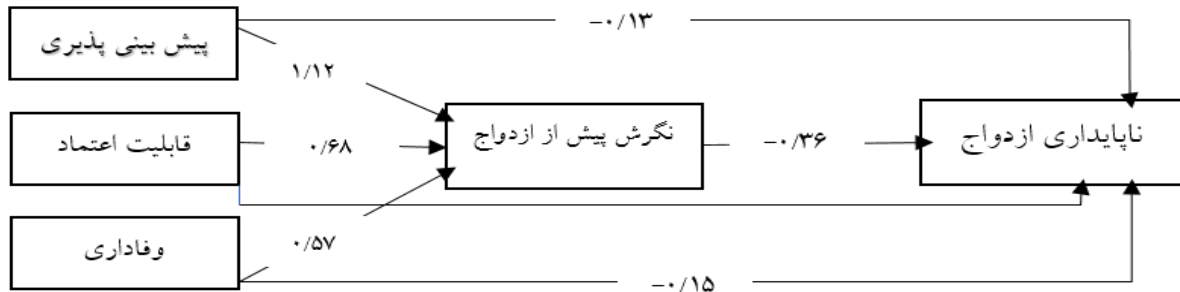 -۰/۱۳
پیش بینی پذیری
۱/۱۲
نگرش پیش از ازدواج
ناپایداری ازدواج
قابلیت اعتماد
۰/۶۸
-۰/۳۶
وفاداری
۰/۵۷
-۰/۱۵